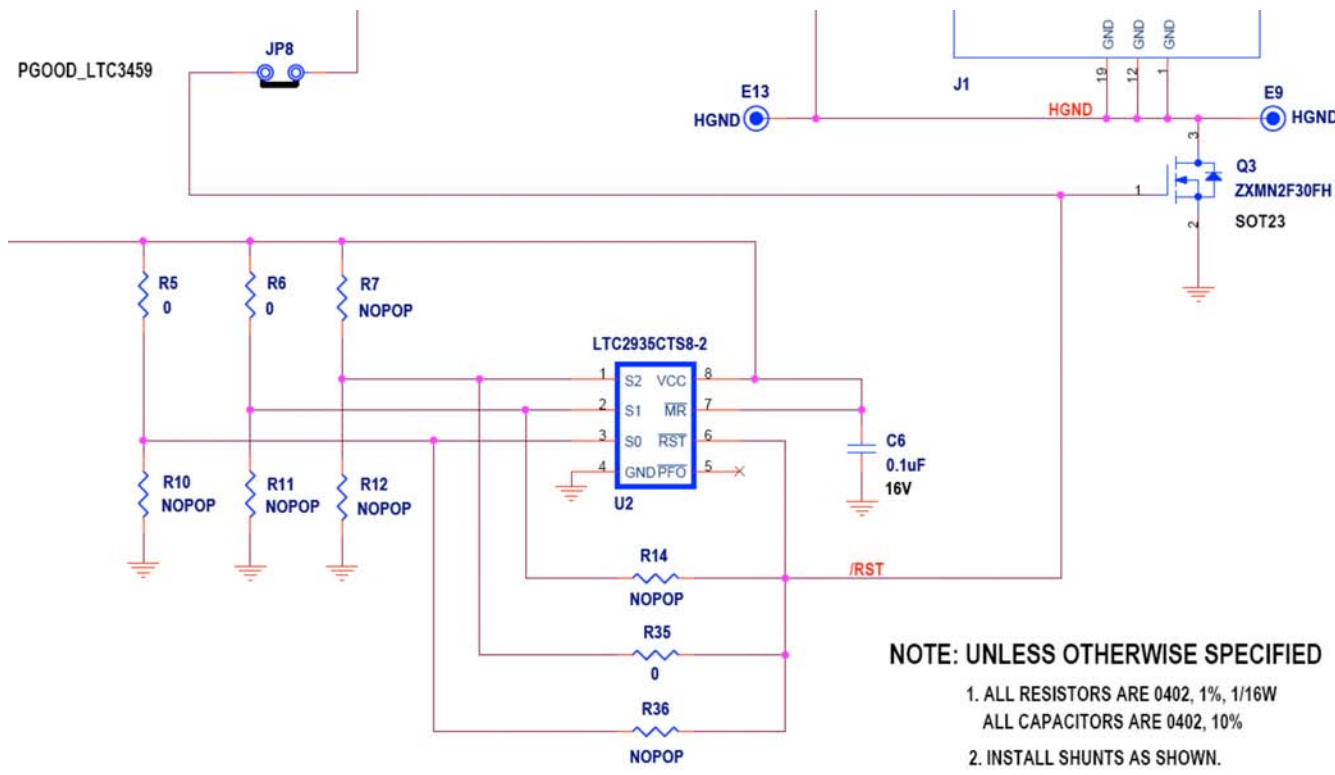 JP8
PGOOD_LTC3459
GND
GND
GND
19
12
1
J1
E13
HGND
HGND
E9
HGND
3
Q3
1
ZXMN2F30FH
2
SOT23
R5
0
R6
0
R7
NOPOP
LTC2935CTS8-2
1 S2 VCC 8
2 S1 MR 7
3 S0 RST 6
4 GND PFO 5
U2
C6
0.1uF
16V
R10
NOPOP
R11
NOPOP
R12
NOPOP
R14
NOPOP
/RST
R35
0
R36
NOPOP
NOTE: UNLESS OTHERWISE SPECIFIED
1. ALL RESISTORS ARE 0402, 1%, 1/16W
ALL CAPACITORS ARE 0402, 10%
2. INSTALL SHUNTS AS SHOWN.